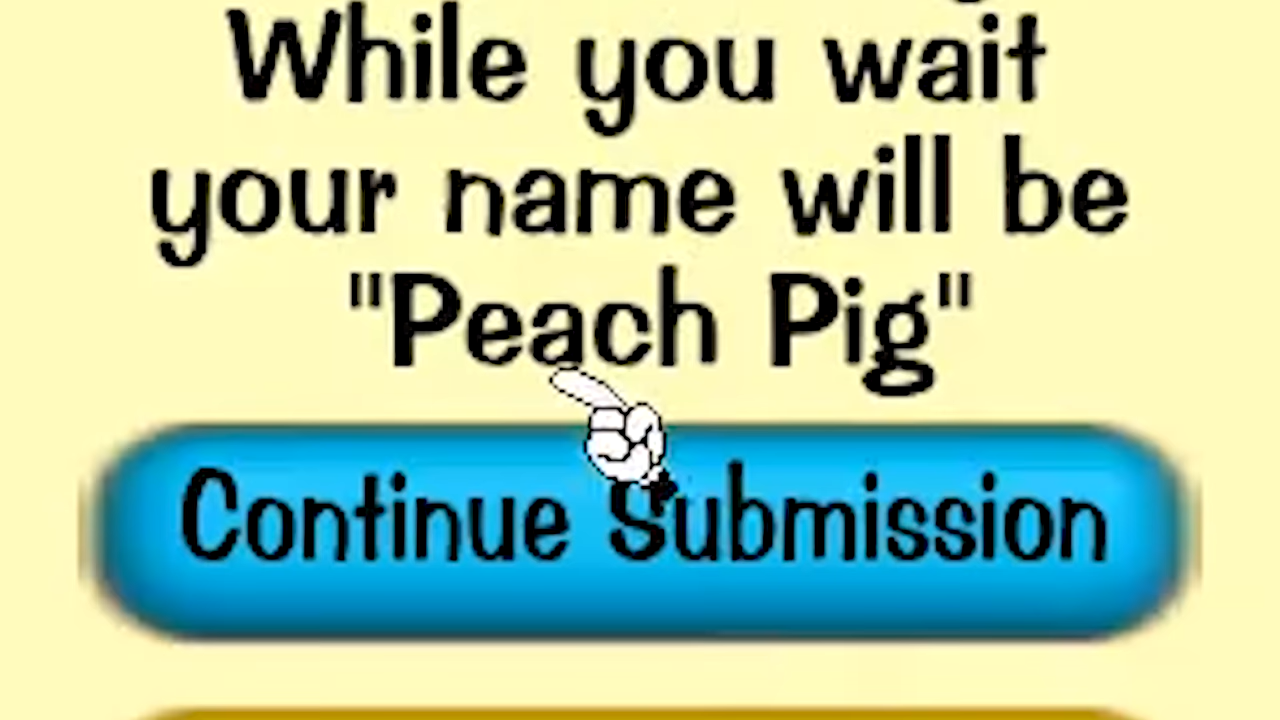 While you wait
your name will be
"Peach Pig"
Continue Submission